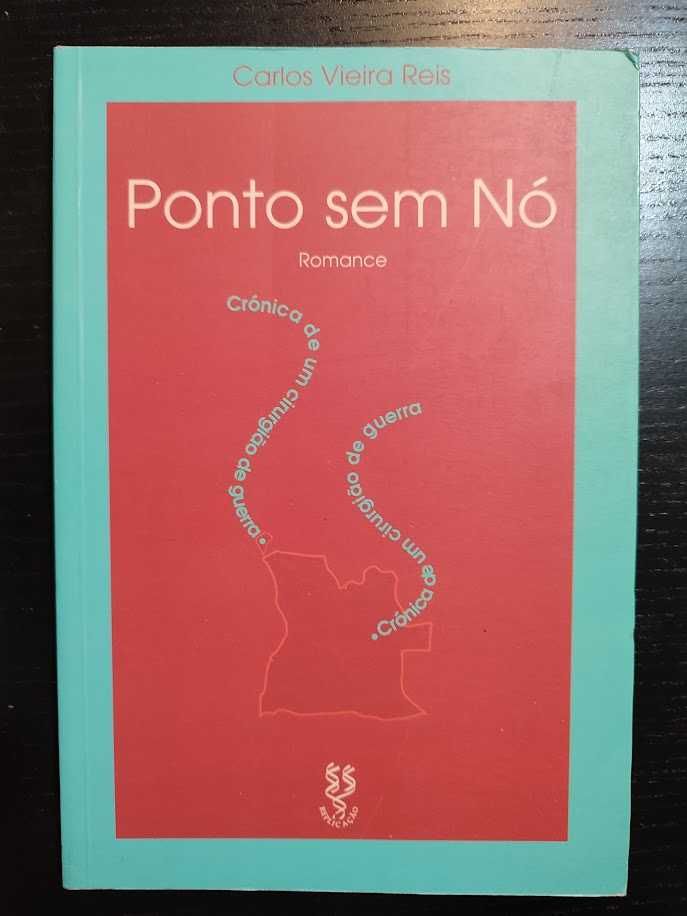 Carlos Vieira Reis
Ponto sem Nó
Romance
Crónica de um cirurgião de guerra.
Crónica de um cirurgião de guerra
REPLICAÇÃO